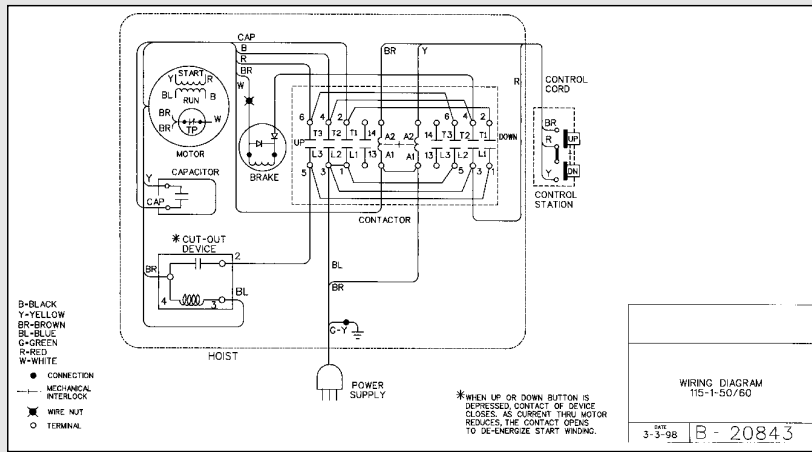 CAP
B
R
BR
W
BR
Y
R
CONTROL
CORD
Y START R
BL RUN B
BR
BR TP W
MOTOR
6 4 2 6 4 2
T3 T2 T1 14 A2 A2 14 T3 T2 T1
UP DOWN
L3 L2 L1 13 A1 A1 13 L3 L2 L1
5 3 1 5 3 1
BRAKE
CONTACTOR
BR
R
Y
UP
DN
CONTROL
STATION
CAPACITOR
Y
CAP
* CUT-OUT
DEVICE
2
BR
BL
4 3
BL
BR
G-Y
HOIST
POWER
SUPPLY
B-BLACK
Y-YELLOW
BR-BROWN
BL-BLUE
G-GREEN
R-RED
W-WHITE
CONNECTION
MECHANICAL
INTERLOCK
WIRE NUT
TERMINAL
* WHEN UP OR DOWN BUTTON IS
DEPRESSED, CONTACT OF DEVICE
CLOSES. AS CURRENT THRU MOTOR
REDUCES, THE CONTACT OPENS
TO DE-ENERGIZE START WINDING.
WIRING DIAGRAM
115-1-50/60
DATE
3-3-98
B - 20843